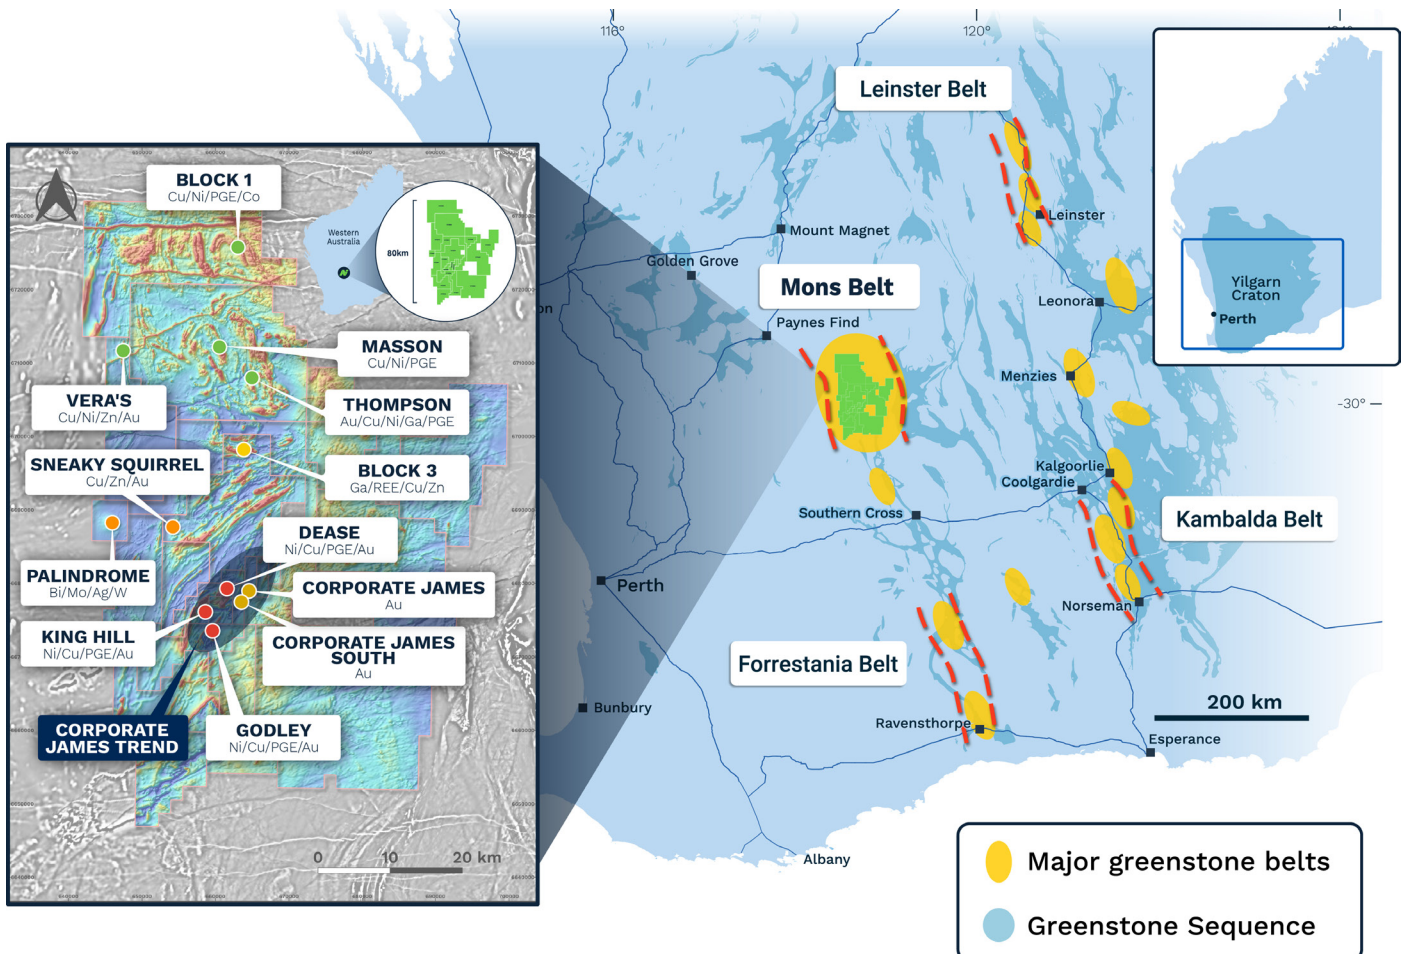 116°
120°
Leinster Belt
Leinster
Mount Magnet
Golden Grove
Mons Belt
Paynes Find
Leonora
Menzies
-30°
Kalgoorlie
Coolgardie
Southern Cross
Kambalda Belt
Norseman
Perth
Forrestania Belt
Bunbury
Ravensthorpe
200 km
Esperance
Albany
Yilgarn
Craton
Perth
Major greenstone belts
Greenstone Sequence
BLOCK 1
Cu/Ni/PGE/Co
Western
Australia
80km
MASSON
Cu/Ni/PGE
VERA'S
Cu/Ni/Zn/Au
THOMPSON
Au/Cu/Ni/Ga/PGE
SNEAKY SQUIRREL
Cu/Zn/Au
BLOCK 3
Ga/REE/Cu/Zn
DEASE
Ni/Cu/PGE/Au
PALINDROME
Bi/Mo/Ag/W
CORPORATE JAMES
Au
KING HILL
Ni/Cu/PGE/Au
CORPORATE JAMES
SOUTH
Au
CORPORATE
JAMES TREND
GODLEY
Ni/Cu/PGE/Au
0 10 20 km